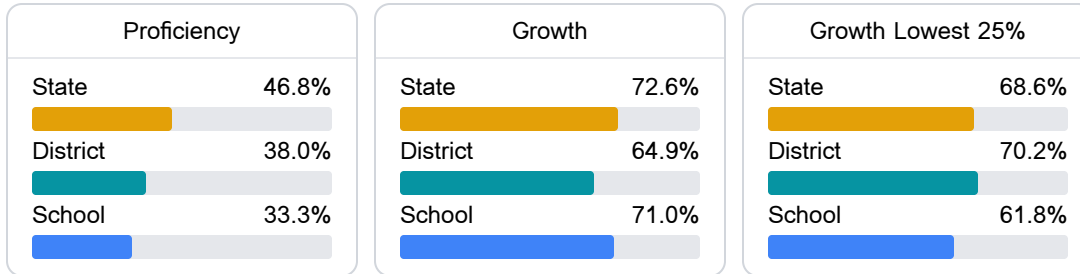 Proficiency
State 46.8%
District 38.0%
School 33.3%
Growth
State 72.6%
District 64.9%
School 71.0%
Growth Lowest 25%
State 68.6%
District 70.2%
School 61.8%